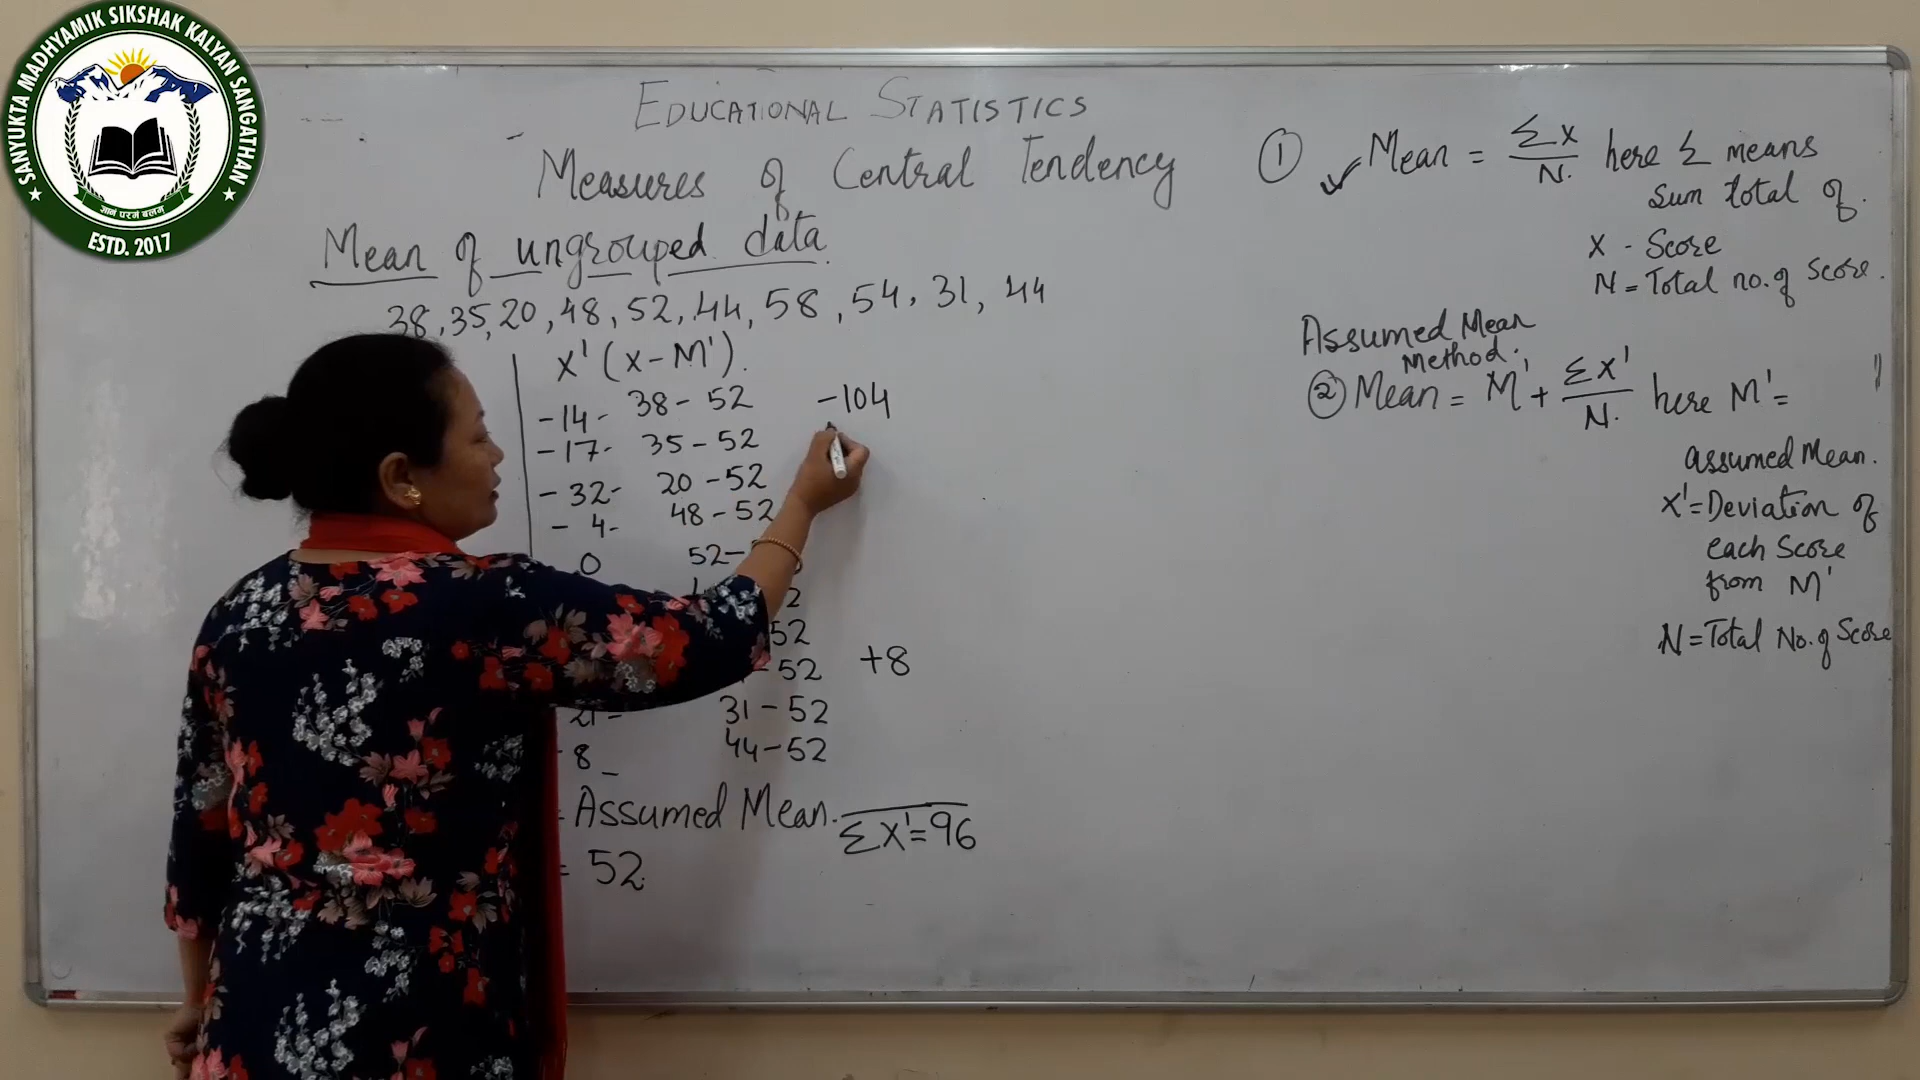 SANYUKTA MADHYAMIK SIKSHAK KALYAN SANGATHAN
ज्ञानं परमं बलम्
ESTD. 2017
EDUCATIONAL STATISTICS
Measures of Central Tendency
Mean of ungrouped data
38, 35, 20, 48, 52, 44, 58, 54, 31, 44
X' (X - M').
-14- 38 - 52 -104
-17- 35 - 52
-32- 20 - 52
- 4- 48 - 52
0 52-
2
52
- 52 +8
21- 31 - 52
8 - 44 - 52
Assumed Mean.
ΣX' = 96
= 52
① ✓ Mean = ΣX/N. here Σ means
Sum total of.
X - Score
N = Total no. of Score.
Assumed Mean
Method.
② Mean = M' + ΣX'/N. here M' = "
assumed Mean.
X' = Deviation of
each Score
from M'
N = Total No. of Score